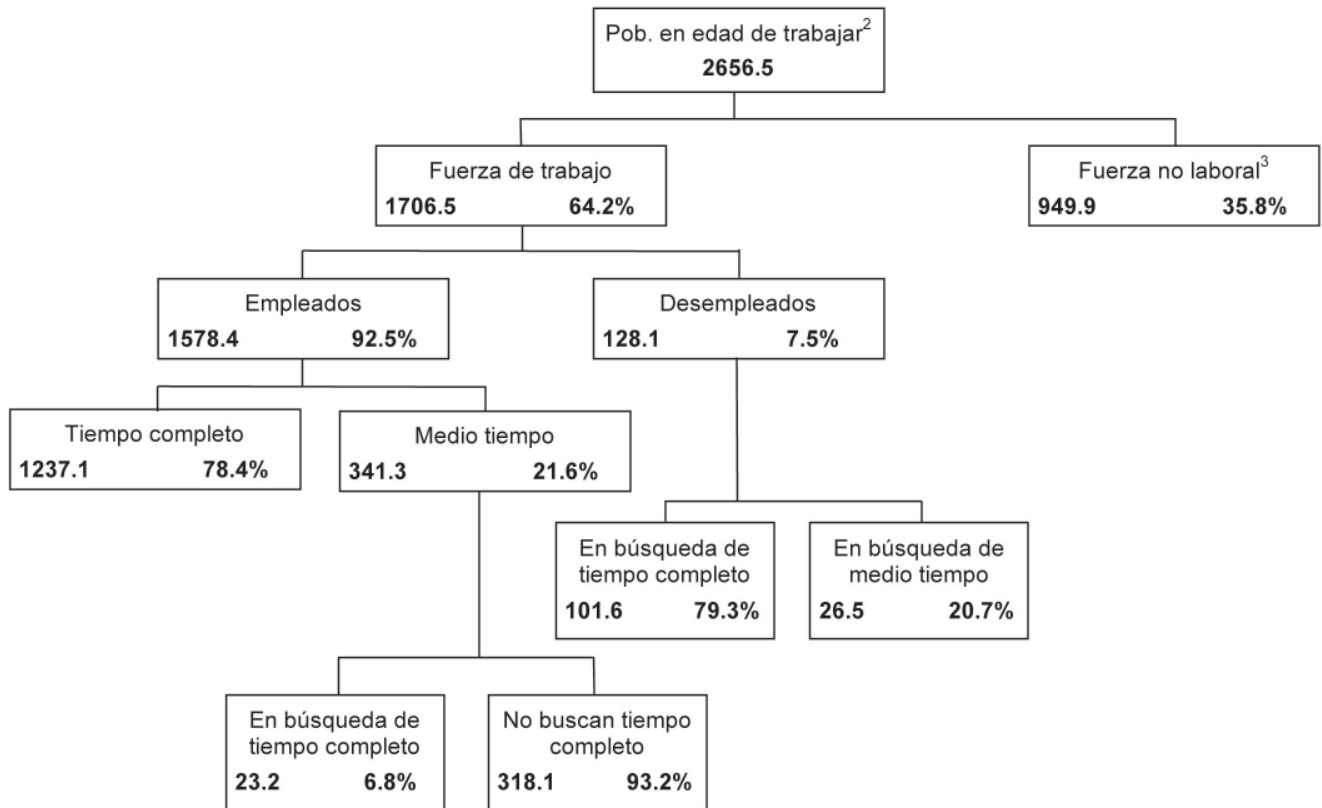 Pob. en edad de trabajar²
2656.5
Fuerza de trabajo
1706.5 64.2%
Fuerza no laboral³
949.9 35.8%
Empleados
1578.4 92.5%
Desempleados
128.1 7.5%
Tiempo completo
1237.1 78.4%
Medio tiempo
341.3 21.6%
En búsqueda de
tiempo completo
101.6 79.3%
En búsqueda de
medio tiempo
26.5 20.7%
En búsqueda de
tiempo completo
23.2 6.8%
No buscan tiempo
completo
318.1 93.2%